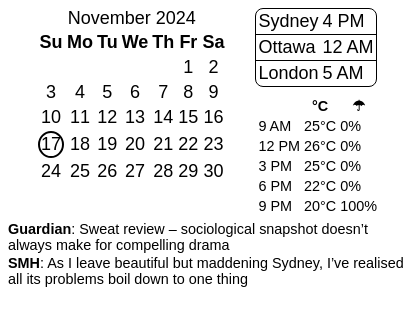 November 2024
Su Mo Tu We Th Fr Sa
1 2
3 4 5 6 7 8 9
10 11 12 13 14 15 16
17 18 19 20 21 22 23
24 25 26 27 28 29 30
Sydney 4 PM
Ottawa 12 AM
London 5 AM
°C ☂
9 AM 25°C 0%
12 PM 26°C 0%
3 PM 25°C 0%
6 PM 22°C 0%
9 PM 20°C 100%
Guardian: Sweat review – sociological snapshot doesn’t
always make for compelling drama
SMH: As I leave beautiful but maddening Sydney, I’ve realised
all its problems boil down to one thing